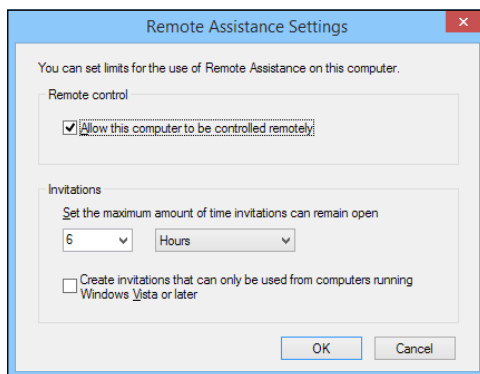 Remote Assistance Settings
You can set limits for the use of Remote Assistance on this computer.
Remote control
Allow this computer to be controlled remotely
Invitations
Set the maximum amount of time invitations can remain open
6 Hours
Create invitations that can only be used from computers running
Windows Vista or later
OK Cancel